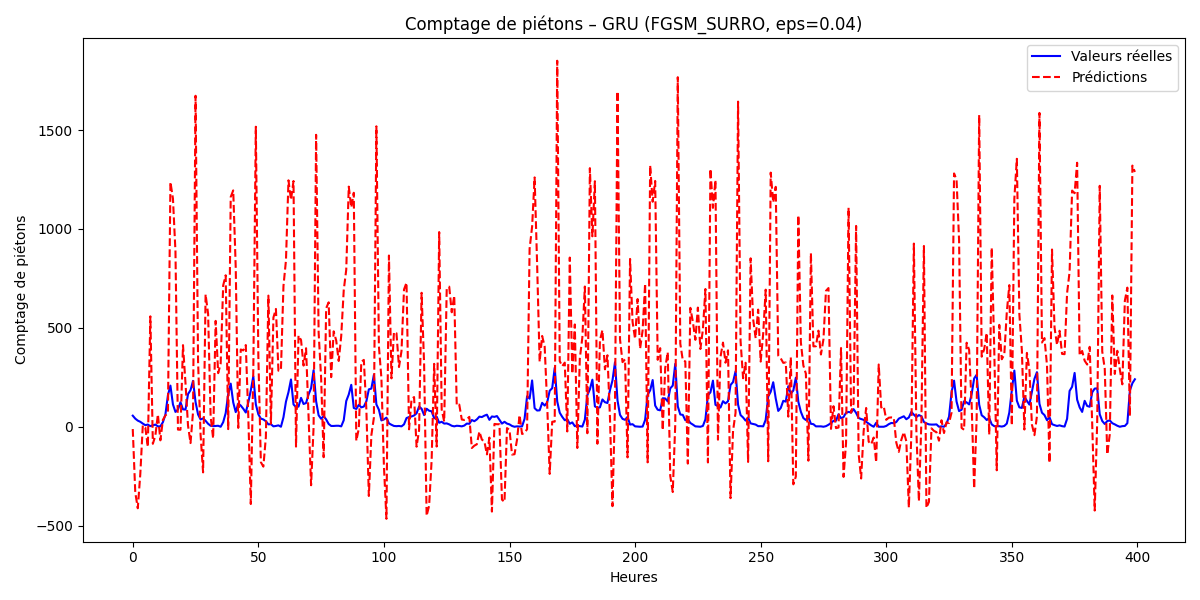 Comptage de piétons – GRU (FGSM_SURRO, eps=0.04)
Valeurs réelles
Prédictions
Comptage de piétons
1500
1000
500
0
−500
0 50 100 150 200 250 300 350 400
Heures